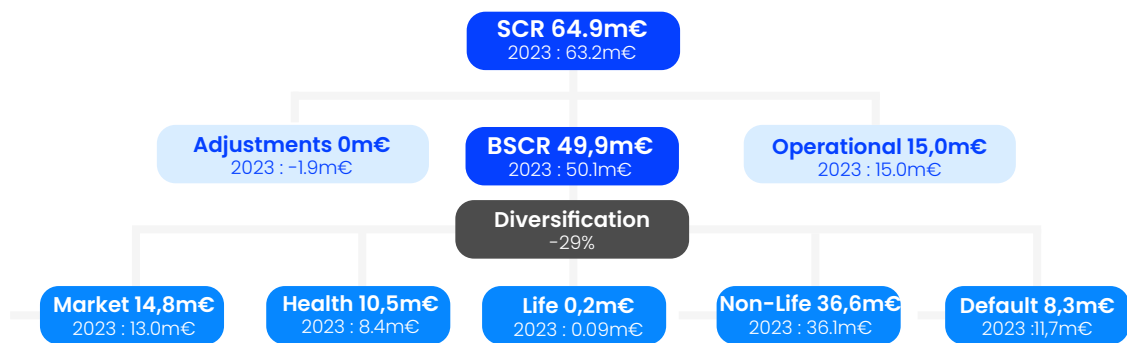 SCR 64.9m€
2023 : 63.2m€
Adjustments 0m€
2023 : -1.9m€
BSCR 49,9m€
2023 : 50.1m€
Operational 15,0m€
2023 : 15.0m€
Diversification
-29%
Market 14,8m€
2023 : 13.0m€
Health 10,5m€
2023 : 8.4m€
Life 0,2m€
2023 : 0.09m€
Non-Life 36,6m€
2023 : 36.1m€
Default 8,3m€
2023 :11,7m€